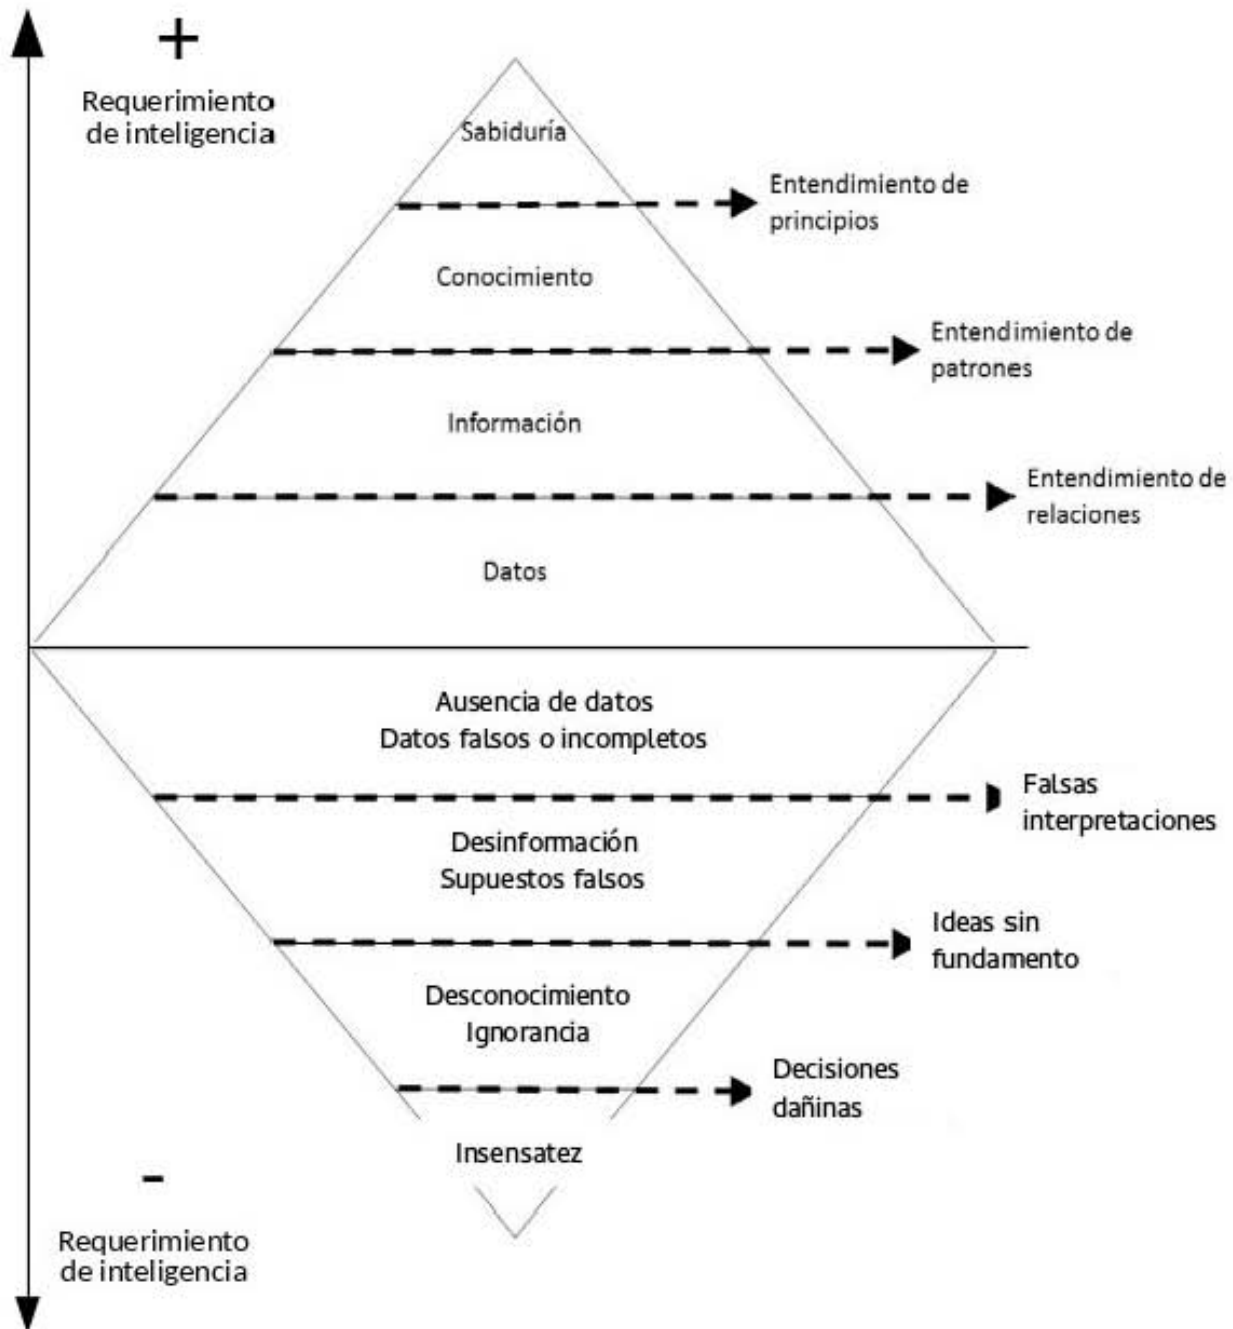 +
Requerimiento
de inteligencia
Sabiduría
Entendimiento de
principios
Conocimiento
Entendimiento de
patrones
Información
Entendimiento de
relaciones
Datos
Ausencia de datos
Datos falsos o incompletos
Falsas
interpretaciones
Desinformación
Supuestos falsos
Ideas sin
fundamento
Desconocimiento
Ignorancia
Decisiones
dañinas
Insensatez
-
Requerimiento
de inteligencia